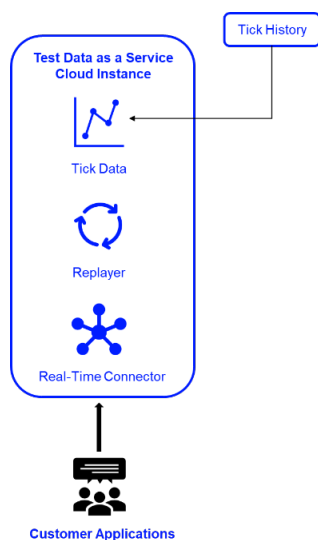 Tick History
Test Data as a Service
Cloud Instance
Tick Data
Replayer
Real-Time Connector
Customer Applications